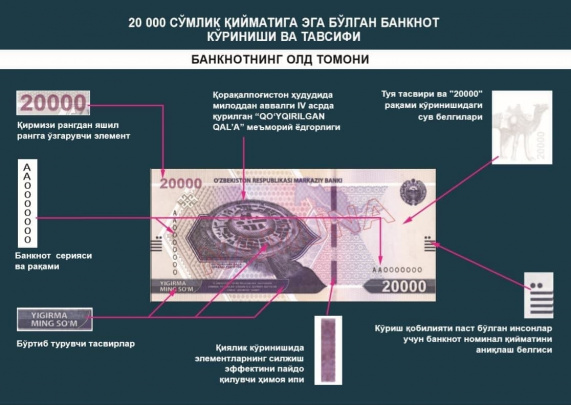 20 000 СЎМЛИК ҚИЙМАТИГА ЭГА БЎЛГАН БАНКНОТ
КЎРИНИШИ ВА ТАВСИФИ
БАНКНОТНИНГ ОЛД ТОМОНИ
20000
Қирмизи рангдан яшил
рангга ўзгарувчи элемент
Қорақалпоғистон ҳудудида
милоддан аввалги IV асрда
қурилган “QO‘YQIRILGAN
QAL’A” меъморий ёдгорлиги
Туя тасвири ва "20000"
рақами кўринишидаги
сув белгилари
20000
AA0000000
Банкнот серияси
ва рақами
O‘ZBEKISTON RESPUBLIKASI MARKAZIY BANKI
20000
AA0000000
AA0000000
YIGIRMA
MING SO‘M
20000
YIGIRMA
MING SO‘M
Бўртиб турувчи тасвирлар
Қиялик кўринишида
элементларнинг силжиш
эффектини пайдо
қилувчи ҳимоя ипи
Кўриш қобилияти паст бўлган инсонлар
учун банкнот номинал қийматини
аниқлаш белгиси